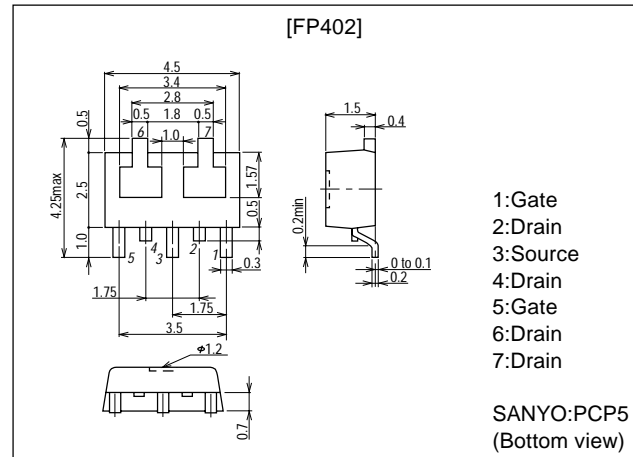 [FP402]
4.5
3.4
2.8
0.5 1.8 0.5
6 1.0 7
0.5
4.25max
2.5
1.0
1.57
0.5
5 4 3 2 1
0.3
1.75
1.75
3.5
1.5
0.4
0.2min
0 to 0.1
0.2
φ1.2
0.7
1:Gate
2:Drain
3:Source
4:Drain
5:Gate
6:Drain
7:Drain
SANYO:PCP5
(Bottom view)